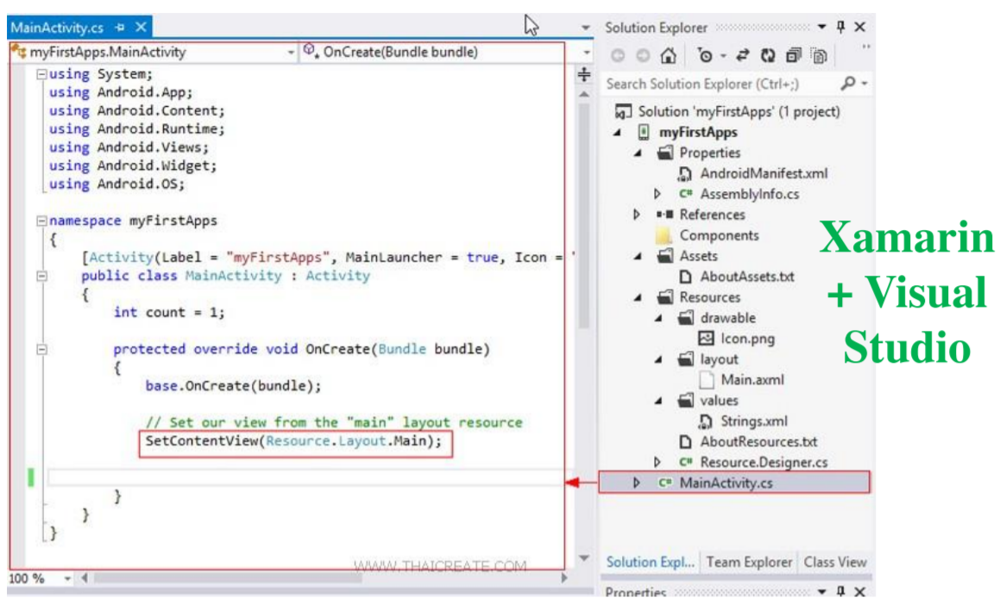 MainActivity.cs
myFirstApps.MainActivity
OnCreate(Bundle bundle)
using System;
using Android.App;
using Android.Content;
using Android.Runtime;
using Android.Views;
using Android.Widget;
using Android.OS;
namespace myFirstApps
{
[Activity(Label = "myFirstApps", MainLauncher = true, Icon = "
public class MainActivity : Activity
{
int count = 1;
protected override void OnCreate(Bundle bundle)
{
base.OnCreate(bundle);
// Set our view from the "main" layout resource
SetContentView(Resource.Layout.Main);
}
}
}
100 %
WWW.THAICREATE.COM
Solution Explorer
Search Solution Explorer (Ctrl+;)
Solution 'myFirstApps' (1 project)
myFirstApps
Properties
AndroidManifest.xml
C# AssemblyInfo.cs
References
Components
Assets
AboutAssets.txt
Resources
drawable
Icon.png
layout
Main.axml
values
Strings.xml
AboutResources.txt
C# Resource.Designer.cs
C# MainActivity.cs
Solution Expl...
Team Explorer
Class View
Properties
Xamarin
+ Visual
Studio